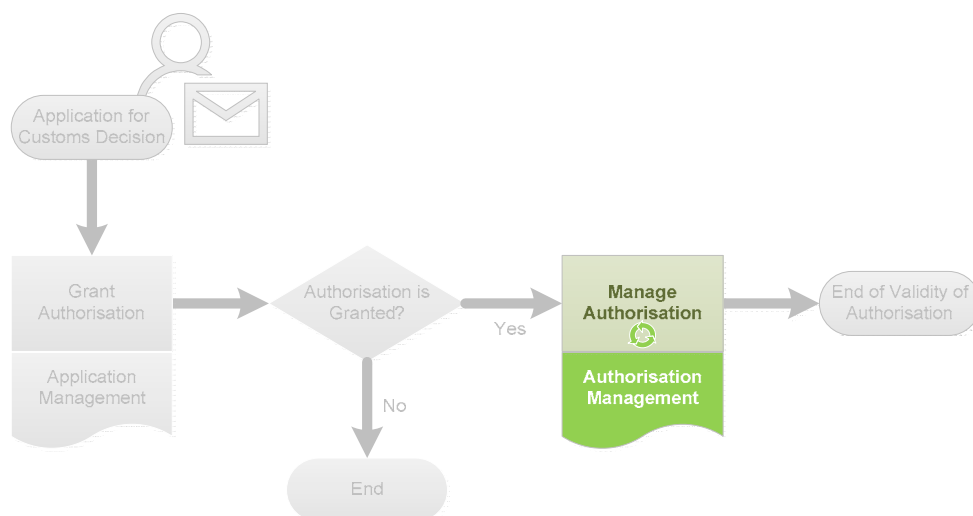 Application for
Customs Decision
Grant
Authorisation
Application
Management
Authorisation is
Granted?
Yes
No
End
Manage
Authorisation
Authorisation
Management
End of Validity of
Authorisation